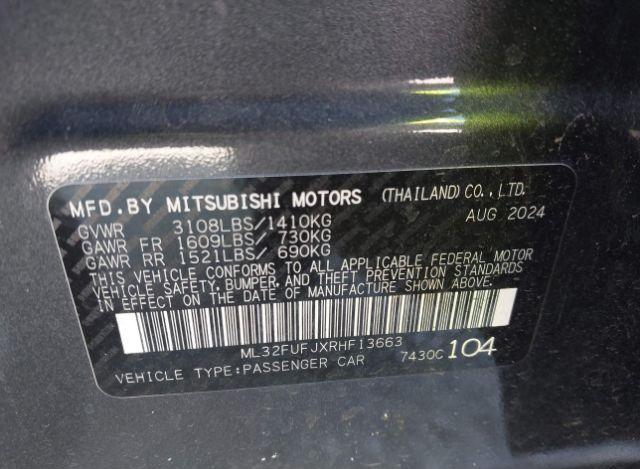 MFD.BY MITSUBISHI MOTORS (THAILAND) CO., LTD.
GVWR 3108LBS/1410KG AUG 2024
GAWR FR 1609LBS/ 730KG
GAWR RR 1521LBS/ 690KG
THIS VEHICLE CONFORMS TO ALL APPLICABLE FEDERAL MOTOR
VEHICLE SAFETY, BUMPER, AND THEFT PREVENTION STANDARDS
IN EFFECT ON THE DATE OF MANUFACTURE SHOWN ABOVE.
ML32FUFJXRHF13663
VEHICLE TYPE:PASSENGER CAR 7430C 104